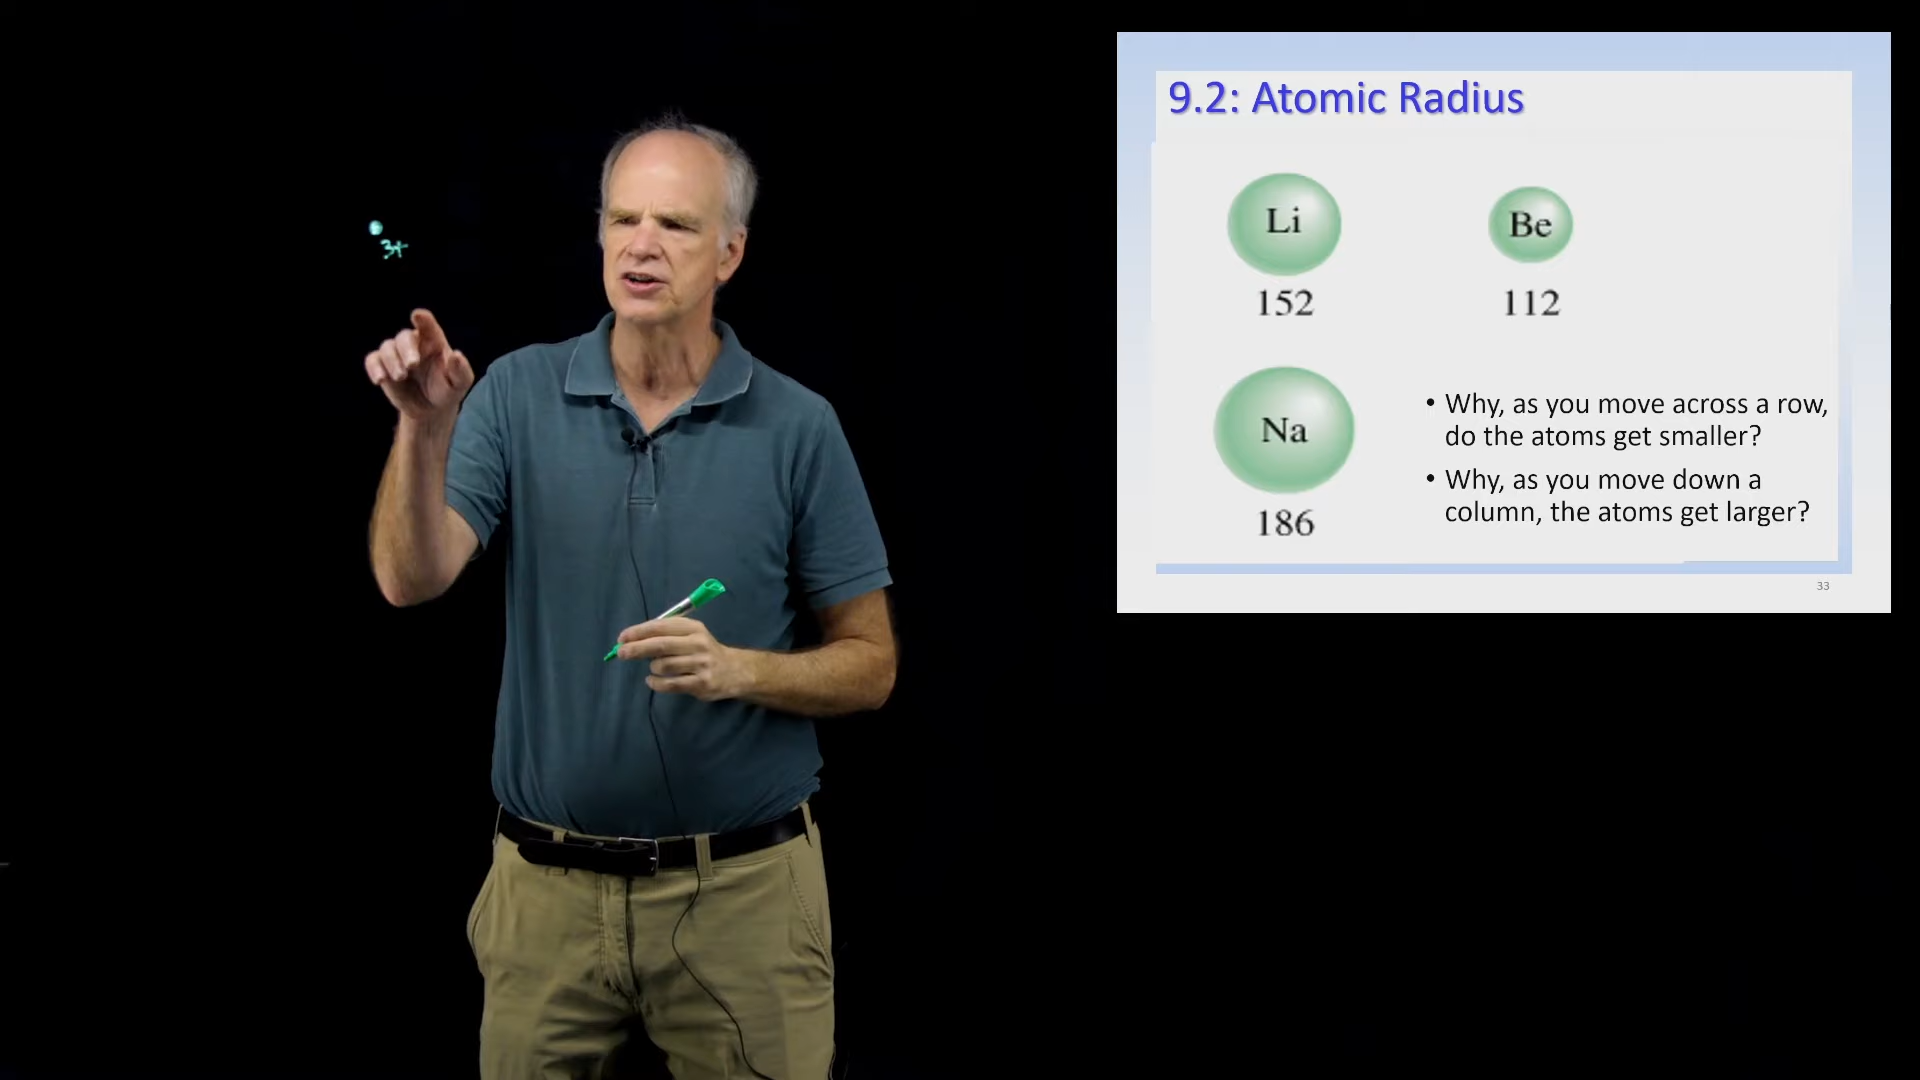 3+
9.2: Atomic Radius
Li
Be
152
112
Na
186
• Why, as you move across a row,
do the atoms get smaller?
• Why, as you move down a
column, the atoms get larger?
33